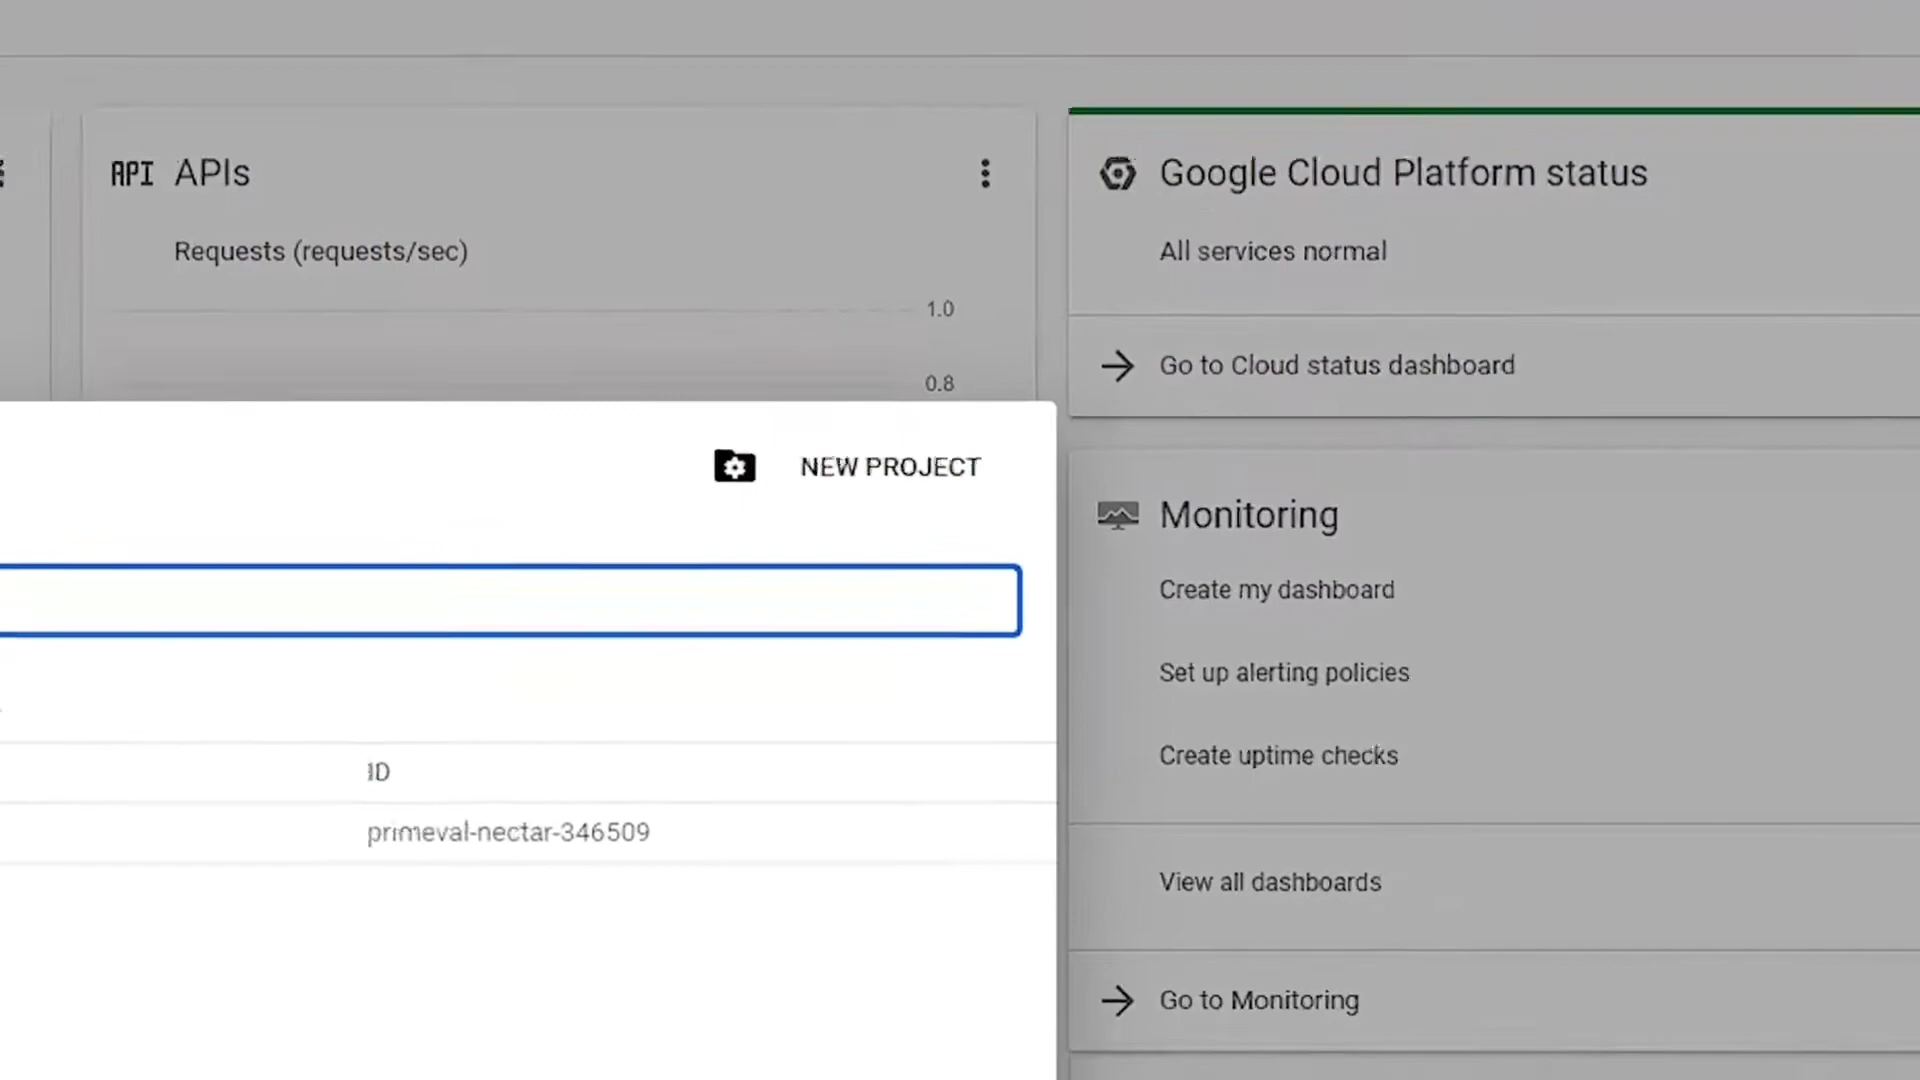 API APIs
Requests (requests/sec)
1.0
0.8
Google Cloud Platform status
All services normal
Go to Cloud status dashboard
NEW PROJECT
ID
primeval-nectar-346509
Monitoring
Create my dashboard
Set up alerting policies
Create uptime checks
View all dashboards
Go to Monitoring